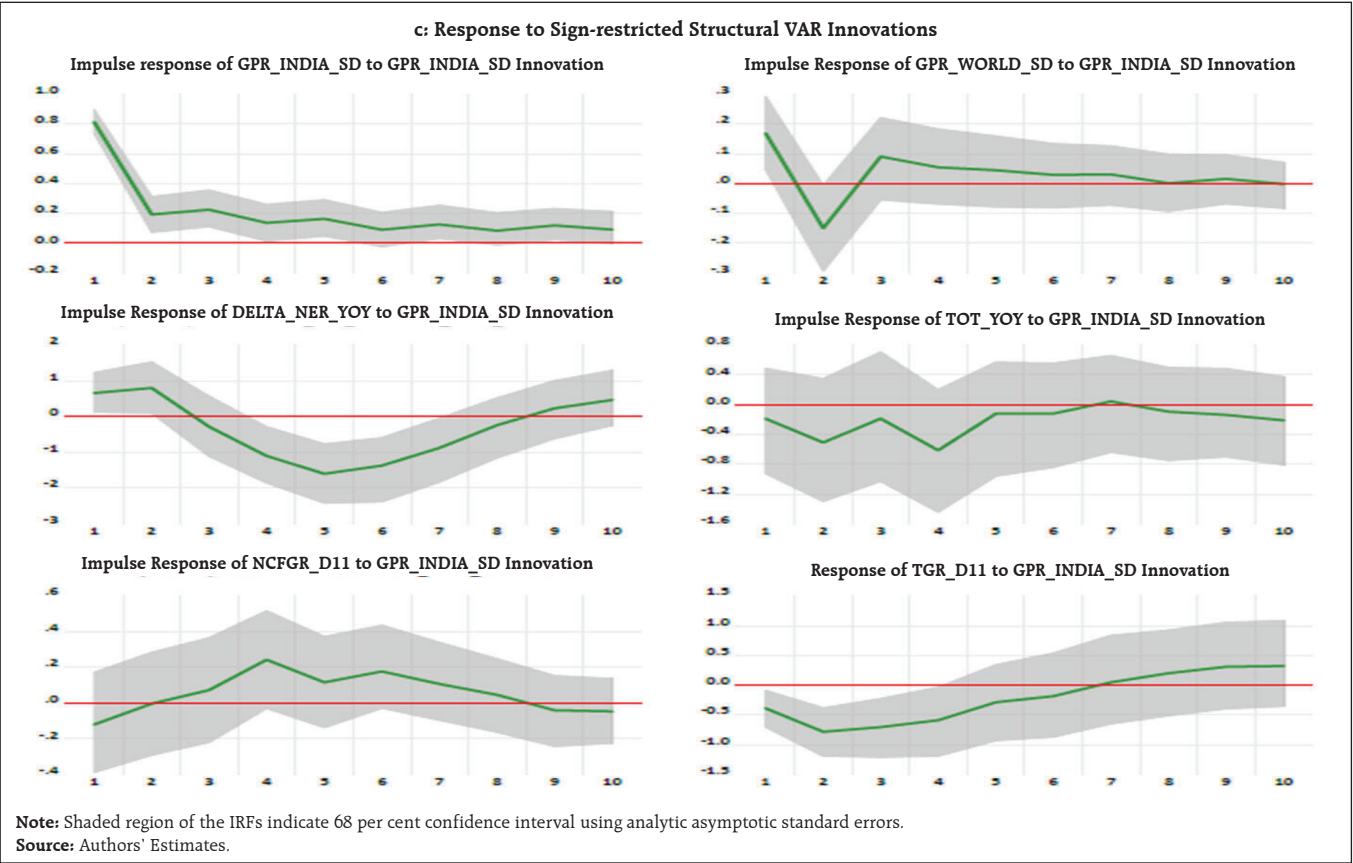 c: Response to Sign-restricted Structural VAR Innovations
Impulse response of GPR_INDIA_SD to GPR_INDIA_SD Innovation
1.0
0.8
0.6
0.4
0.2
0.0
-0.2
1 2 3 4 5 6 7 8 9 10
Impulse Response of GPR_WORLD_SD to GPR_INDIA_SD Innovation
.3
.2
.1
.0
-.1
-.2
-.3
1 2 3 4 5 6 7 8 9 10
Impulse Response of DELTA_NER_YOY to GPR_INDIA_SD Innovation
2
1
0
-1
-2
-3
1 2 3 4 5 6 7 8 9 10
Impulse Response of TOT_YOY to GPR_INDIA_SD Innovation
0.8
0.4
0.0
-0.4
-0.8
-1.2
-1.6
1 2 3 4 5 6 7 8 9 10
Impulse Response of NCFGR_D11 to GPR_INDIA_SD Innovation
.6
.4
.2
.0
-.2
-.4
1 2 3 4 5 6 7 8 9 10
Response of TGR_D11 to GPR_INDIA_SD Innovation
1.5
1.0
0.5
0.0
-0.5
-1.0
-1.5
1 2 3 4 5 6 7 8 9 10
Note: Shaded region of the IRFs indicate 68 per cent confidence interval using analytic asymptotic standard errors.
Source: Authors' Estimates.